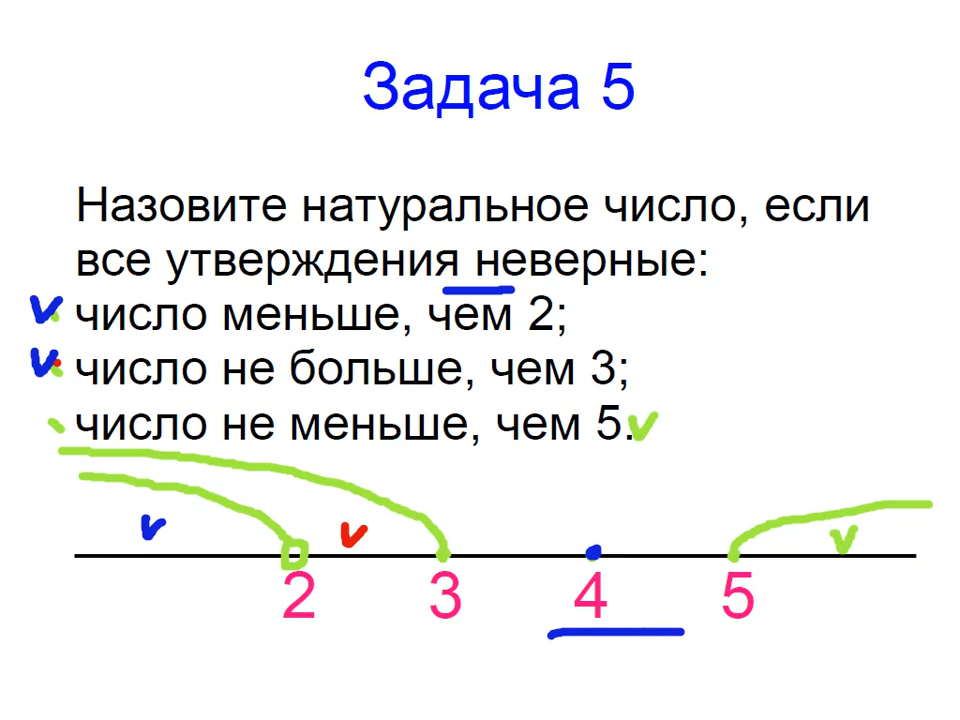 Задача 5
Назовите натуральное число, если
все утверждения неверные:
число меньше, чем 2;
число не больше, чем 3;
число не меньше, чем 5.
2 3 4 5